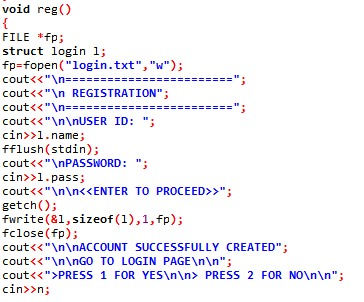 void reg()
{
FILE *fp;
struct login l;
fp=fopen("login.txt","w");
cout<<"\n========================";
cout<<"\n REGISTRATION";
cout<<"\n========================";
cout<<"\n\nUSER ID: ";
cin>>l.name;
fflush(stdin);
cout<<"\nPASSWORD: ";
cin>>l.pass;
cout<<"\n\n<<ENTER TO PROCEED>>";
getch();
fwrite(&l,sizeof(l),1,fp);
fclose(fp);
cout<<"\n\nACCOUNT SUCCESSFULLY CREATED";
cout<<"\n\nGO TO LOGIN PAGE\n\n";
cout<<">PRESS 1 FOR YES\n\n> PRESS 2 FOR NO\n\n";
cin>>n;